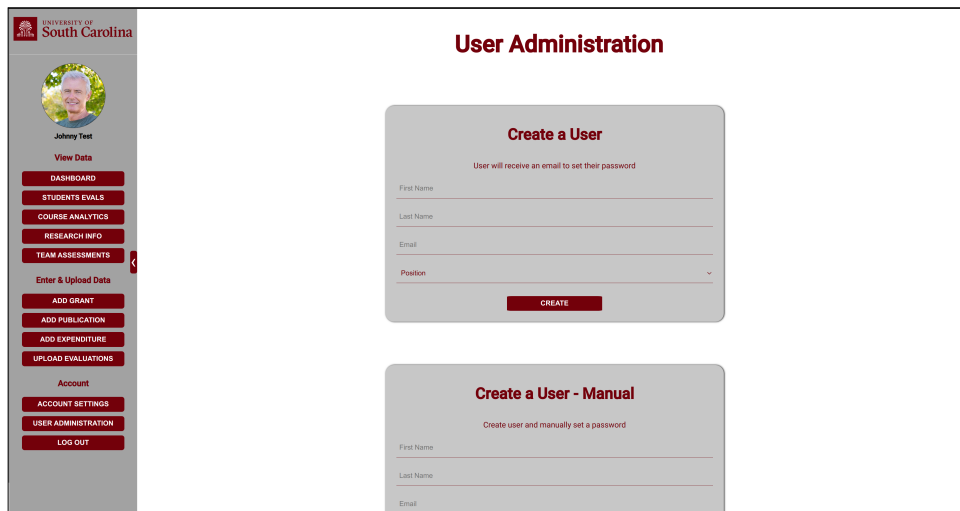 UNIVERSITY OF
South Carolina
Johnny Test
View Data
DASHBOARD
STUDENTS EVALS
COURSE ANALYTICS
RESEARCH INFO
TEAM ASSESSMENTS
Enter & Upload Data
ADD GRANT
ADD PUBLICATION
ADD EXPENDITURE
UPLOAD EVALUATIONS
Account
ACCOUNT SETTINGS
USER ADMINISTRATION
LOG OUT
User Administration
Create a User
User will receive an email to set their password
First Name
Last Name
Email
Position
CREATE
Create a User - Manual
Create user and manually set a password
First Name
Last Name
Email